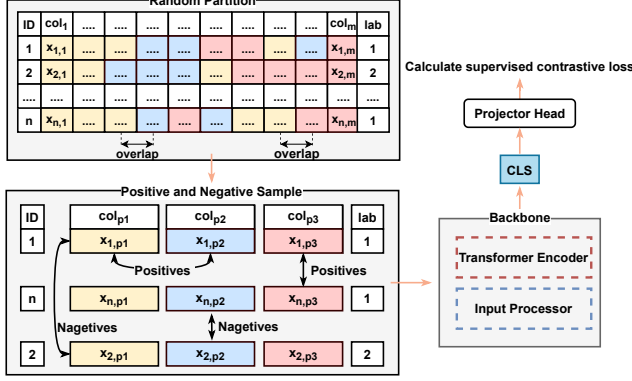 Random Partition
ID col1 .... .... .... .... .... .... .... .... colm lab
1 x1,1 .... .... .... .... .... .... .... .... x1,m 1
2 x2,1 .... .... .... .... .... .... .... .... x2,m 2
.... .... .... .... .... .... .... .... .... .... .... ....
n xn,1 .... .... .... .... .... .... .... .... xn,m 1
overlap overlap
Positive and Negative Sample
ID colp1 colp2 colp3 lab
1 x1,p1 x1,p2 x1,p3 1
Positives Positives
n xn,p1 xn,p2 xn,p3 1
Nagetives Nagetives
2 x2,p1 x2,p2 x2,p3 2
Calculate supervised contrastive loss
Projector Head
CLS
Backbone
Transformer Encoder
Input Processor